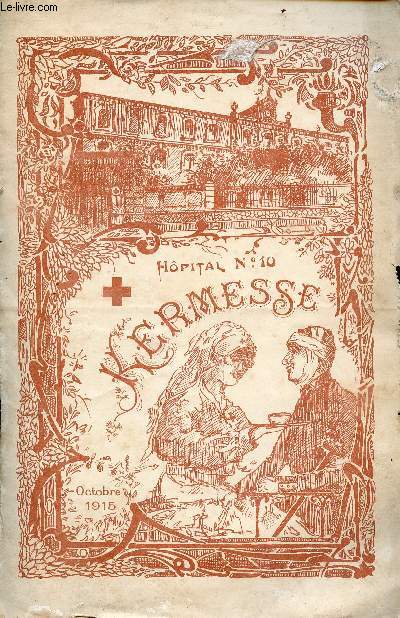 Le-livre.com
HÔPITAL N° 10
KERMESSE
Octobre
1915